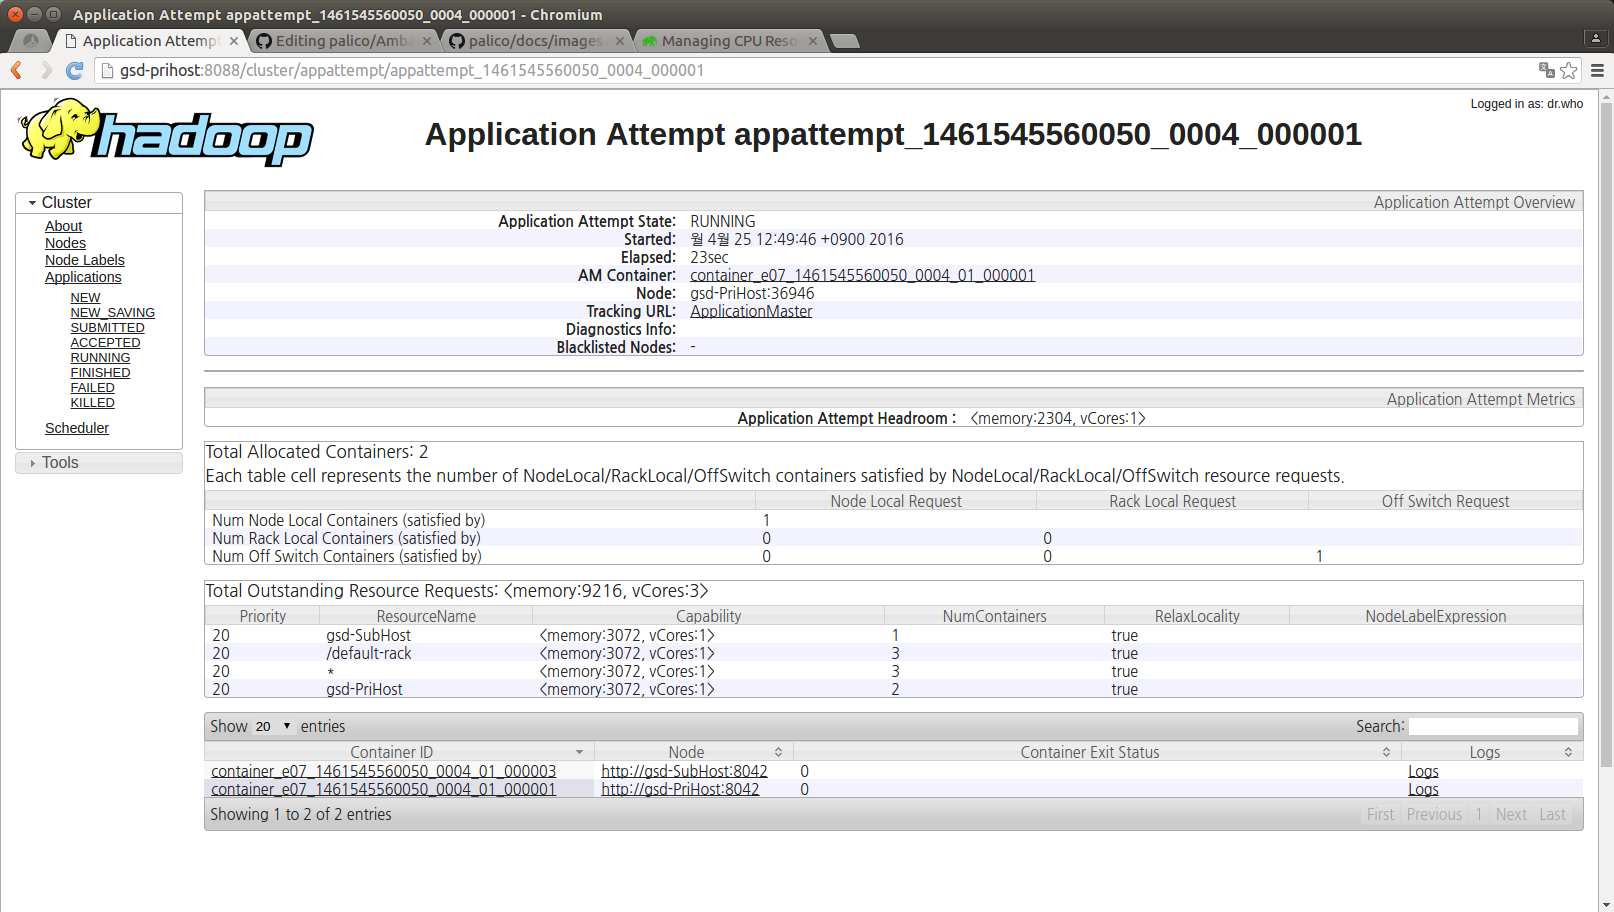 Application Attempt appattempt_1461545560050_0004_000001 - Chromium
Application Attemp
Editing palico/Amba
palico/docs/images
Managing CPU Reso
gsd-prihost:8088/cluster/appattempt/appattempt_1461545560050_0004_000001
Logged in as: dr.who
hadoop
Application Attempt appattempt_1461545560050_0004_000001
Cluster
About
Nodes
Node Labels
Applications
NEW
NEW_SAVING
SUBMITTED
ACCEPTED
RUNNING
FINISHED
FAILED
KILLED
Scheduler
Tools
Application Attempt Overview
Application Attempt State: RUNNING
Started: 월 4월 25 12:49:46 +0900 2016
Elapsed: 23sec
AM Container: container_e07_1461545560050_0004_01_000001
Node: gsd-PriHost:36946
Tracking URL: ApplicationMaster
Diagnostics Info:
Blacklisted Nodes: -
Application Attempt Metrics
Application Attempt Headroom : <memory:2304, vCores:1>
Total Allocated Containers: 2
Each table cell represents the number of NodeLocal/RackLocal/OffSwitch containers satisfied by NodeLocal/RackLocal/OffSwitch resource requests.
Node Local Request Rack Local Request Off Switch Request
Num Node Local Containers (satisfied by) 1
Num Rack Local Containers (satisfied by) 0 0
Num Off Switch Containers (satisfied by) 0 0 1
Total Outstanding Resource Requests: <memory:9216, vCores:3>
Priority ResourceName Capability NumContainers RelaxLocality NodeLabelExpression
20 gsd-SubHost <memory:3072, vCores:1> 1 true
20 /default-rack <memory:3072, vCores:1> 3 true
20 * <memory:3072, vCores:1> 3 true
20 gsd-PriHost <memory:3072, vCores:1> 2 true
Show 20 entries Search:
Container ID Node Container Exit Status Logs
container_e07_1461545560050_0004_01_000003 http://gsd-SubHost:8042 0 Logs
container_e07_1461545560050_0004_01_000001 http://gsd-PriHost:8042 0 Logs
Showing 1 to 2 of 2 entries First Previous 1 Next Last